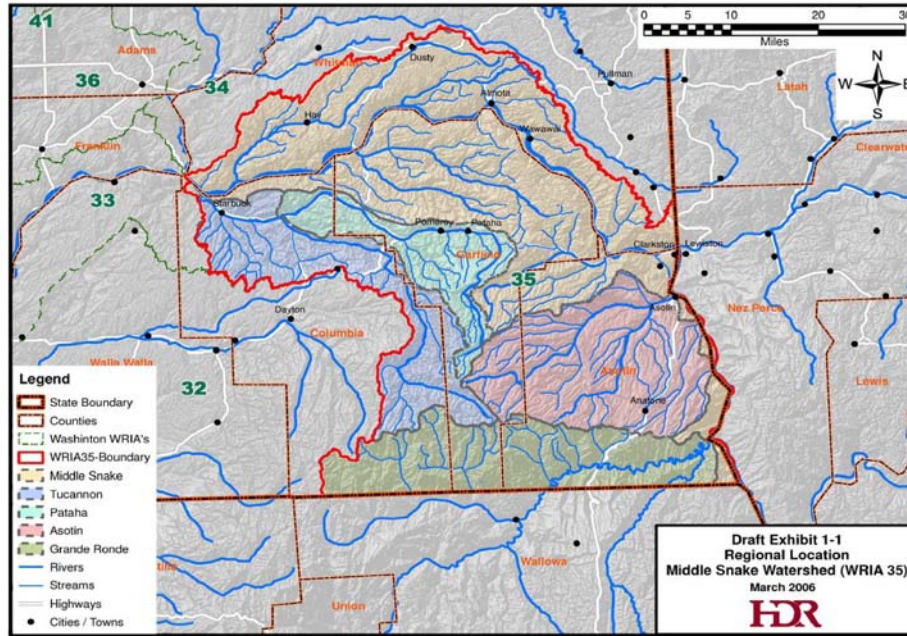 41
Adams
36
34
Whitman
Dusty
Pullman
0 5 10 20 30
Miles
N
W E
S
Latah
Hay
Almota
Wawawai
Franklin
33
Clearwater
Starbuck
Pomeroy
Pataha
Garfield
35
Clarkston
Lewiston
Asotin
Nez Perce
Dayton
Columbia
Walla Walla
32
Asotin
Anatone
Lewis
Legend
State Boundary
Counties
Washinton WRIA's
WRIA35-Boundary
Middle Snake
Tucannon
Pataha
Asotin
Grande Ronde
Rivers
Streams
Highways
Cities / Towns
Wallowa
Union
Draft Exhibit 1-1
Regional Location
Middle Snake Watershed (WRIA 35)
March 2006
HDR